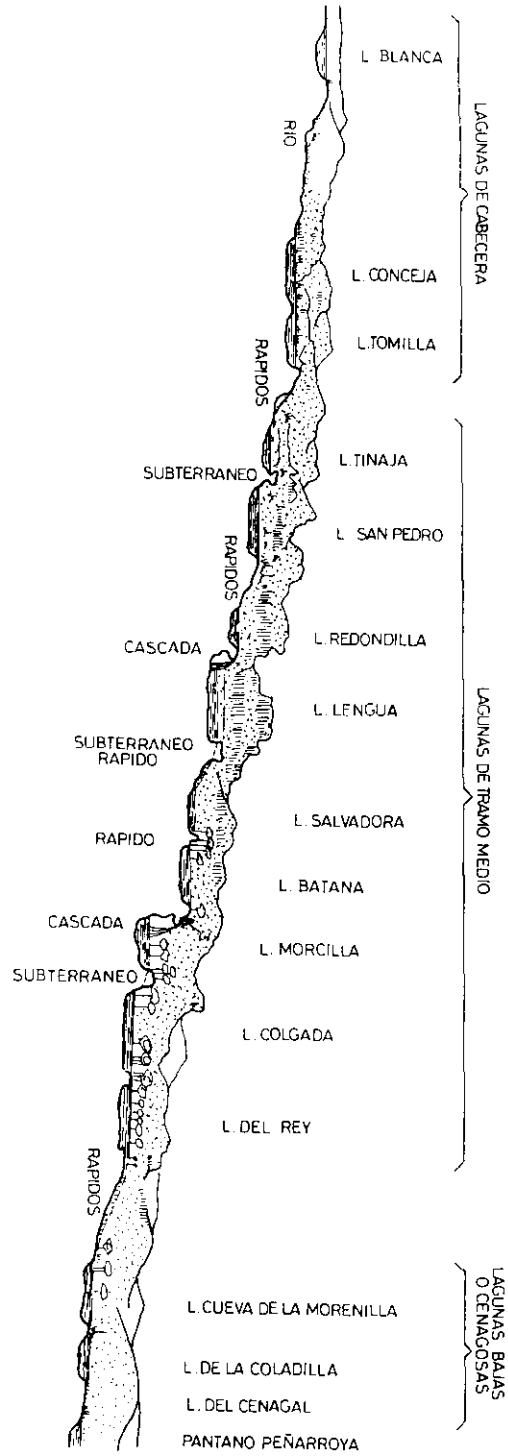 L. BLANCA
RIO
LAGUNAS DE CABECERA
L. CONCEJA
L.TOMILLA
RAPIDOS
L.TINAJA
SUBTERRANEO
L. SAN PEDRO
RAPIDOS
L. REDONDILLA
CASCADA
L. LENGUA
SUBTERRANEO
RAPIDO
LAGUNAS DE TRAMO MEDIO
L. SALVADORA
RAPIDO
L. BATANA
CASCADA
L. MORCILLA
SUBTERRANEO
L. COLGADA
L. DEL REY
RAPIDOS
LAGUNAS BAJAS
O CENAGOSAS
L. CUEVA DE LA MORENILLA
L. DE LA COLADILLA
L. DEL CENAGAL
PANTANO PEÑARROYA